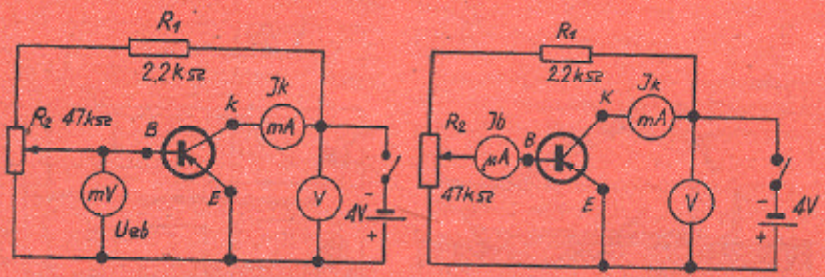 R1
2,2kΩ
R2 47kΩ
B
K
Jk
mA
mV
Ueb
E
V
-
4V
+
R1
2,2kΩ
R2
Jb
μA
B
K
Jk
mA
47kΩ
E
V
-
4V
+